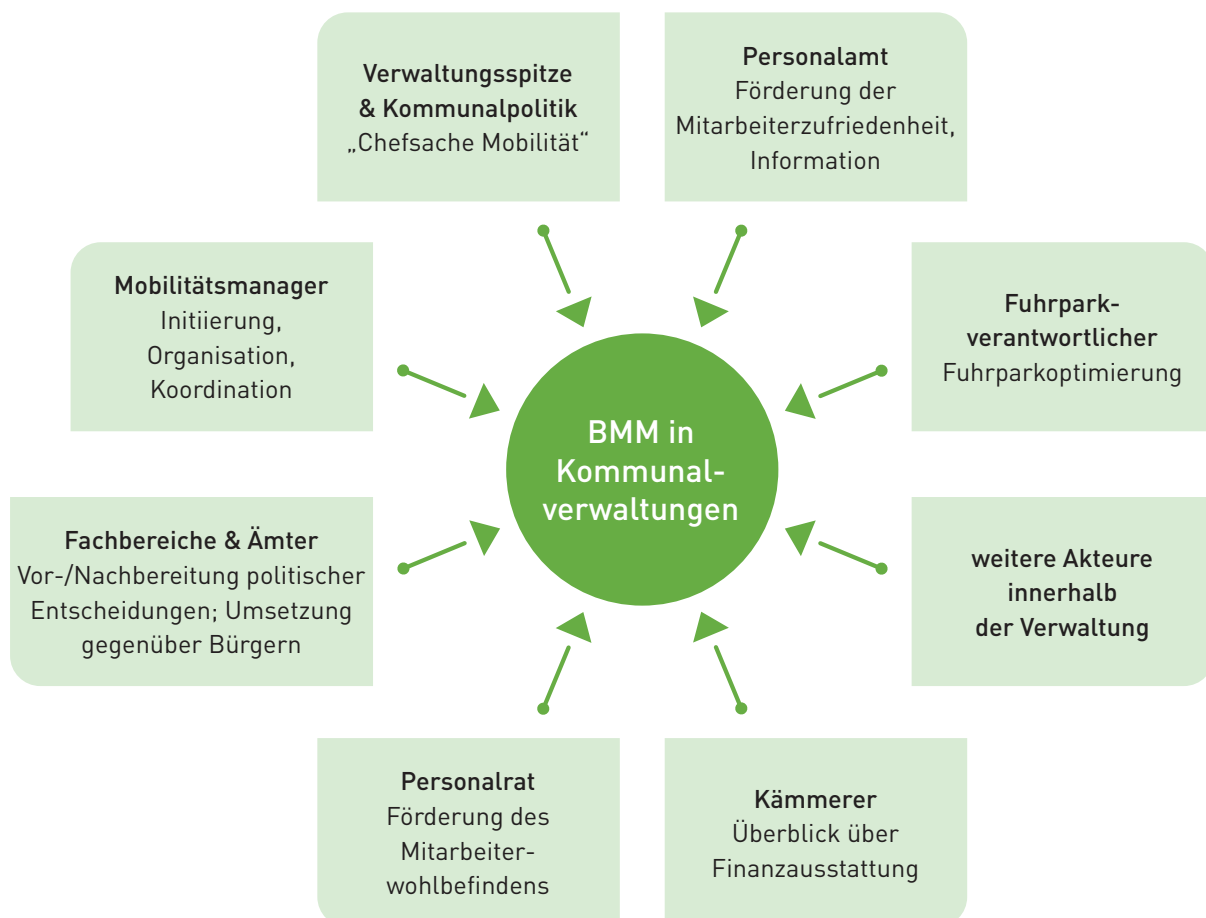 Verwaltungsspitze
& Kommunalpolitik
„Chefsache Mobilität“
Personalamt
Förderung der
Mitarbeiterzufriedenheit,
Information
Mobilitätsmanager
Initiierung,
Organisation,
Koordination
Fuhrpark-
verantwortlicher
Fuhrparkoptimierung
BMM in
Kommunal-
verwaltungen
Fachbereiche & Ämter
Vor-/Nachbereitung politischer
Entscheidungen; Umsetzung
gegenüber Bürgern
weitere Akteure
innerhalb
der Verwaltung
Personalrat
Förderung des
Mitarbeiter-
wohlbefindens
Kämmerer
Überblick über
Finanzausstattung